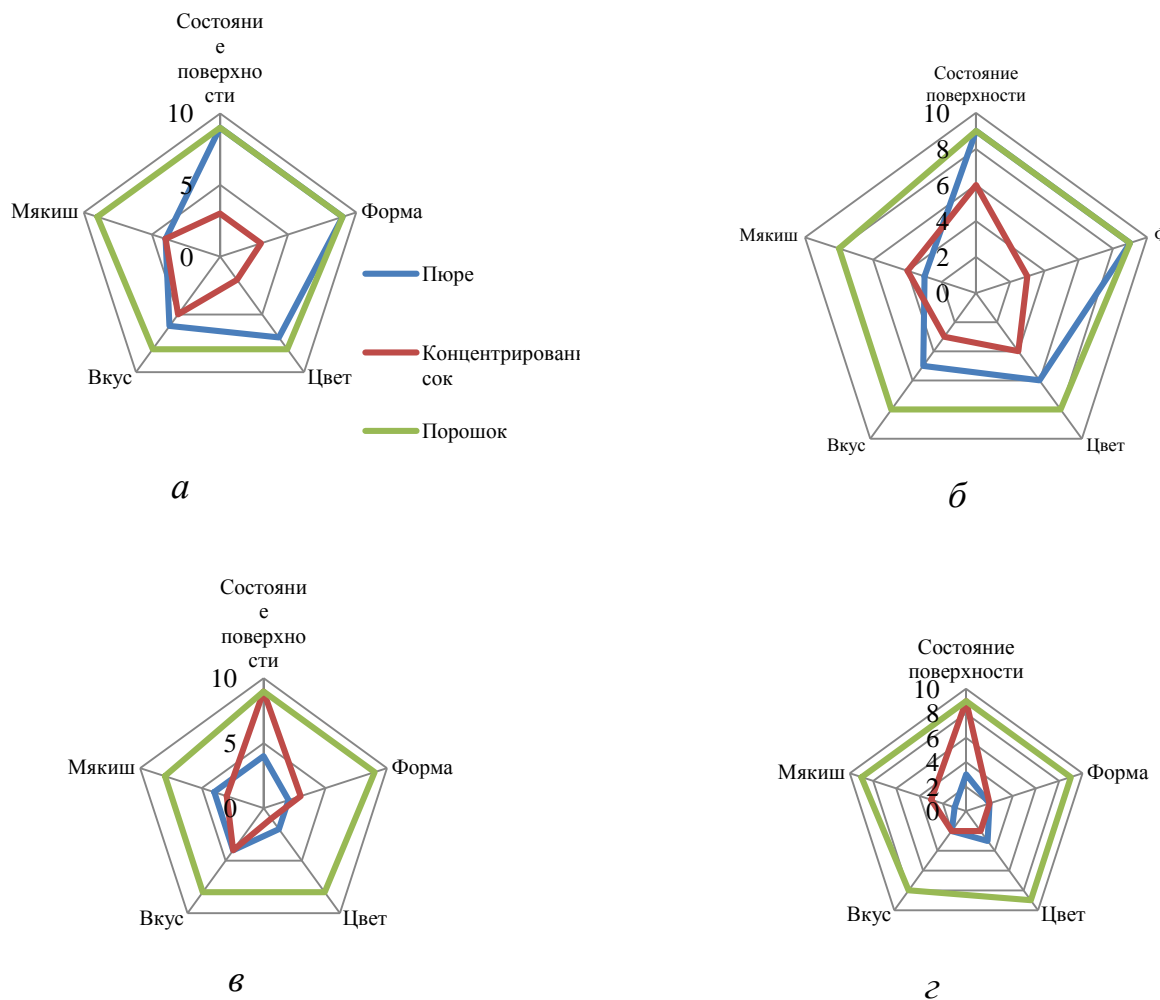 Состояни
е
поверхно
сти
10
5
0
Мякиш
Форма
Вкус
Цвет
Пюре
Концентрированн
сок
Порошок
а
Состояние
поверхности
10
8
6
4
2
0
Мякиш
Ф
Вкус
Цвет
б
Состояни
е
поверхно
сти
10
5
0
Мякиш
Форма
Вкус
Цвет
в
Состояние
поверхности
10
8
6
4
2
0
Мякиш
Форма
Вкус
Цвет
г